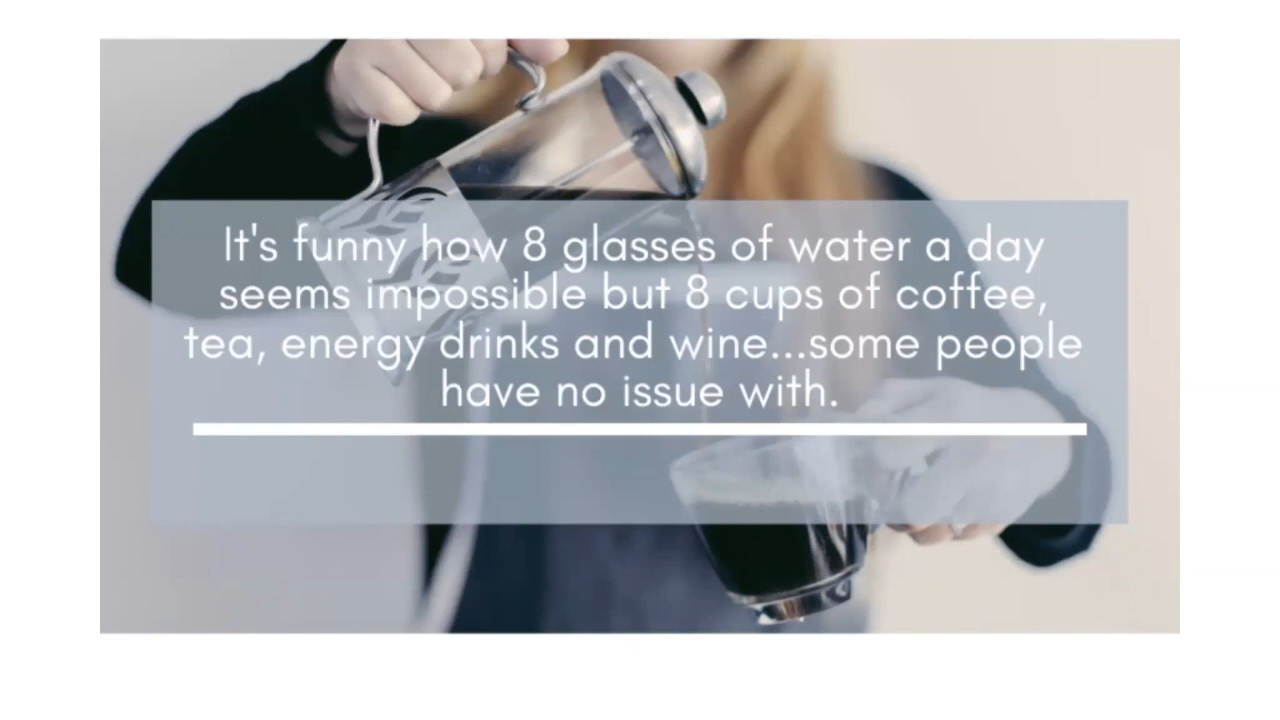 It's funny how 8 glasses of water a day
seems impossible but 8 cups of coffee,
tea, energy drinks and wine...some people
have no issue with.